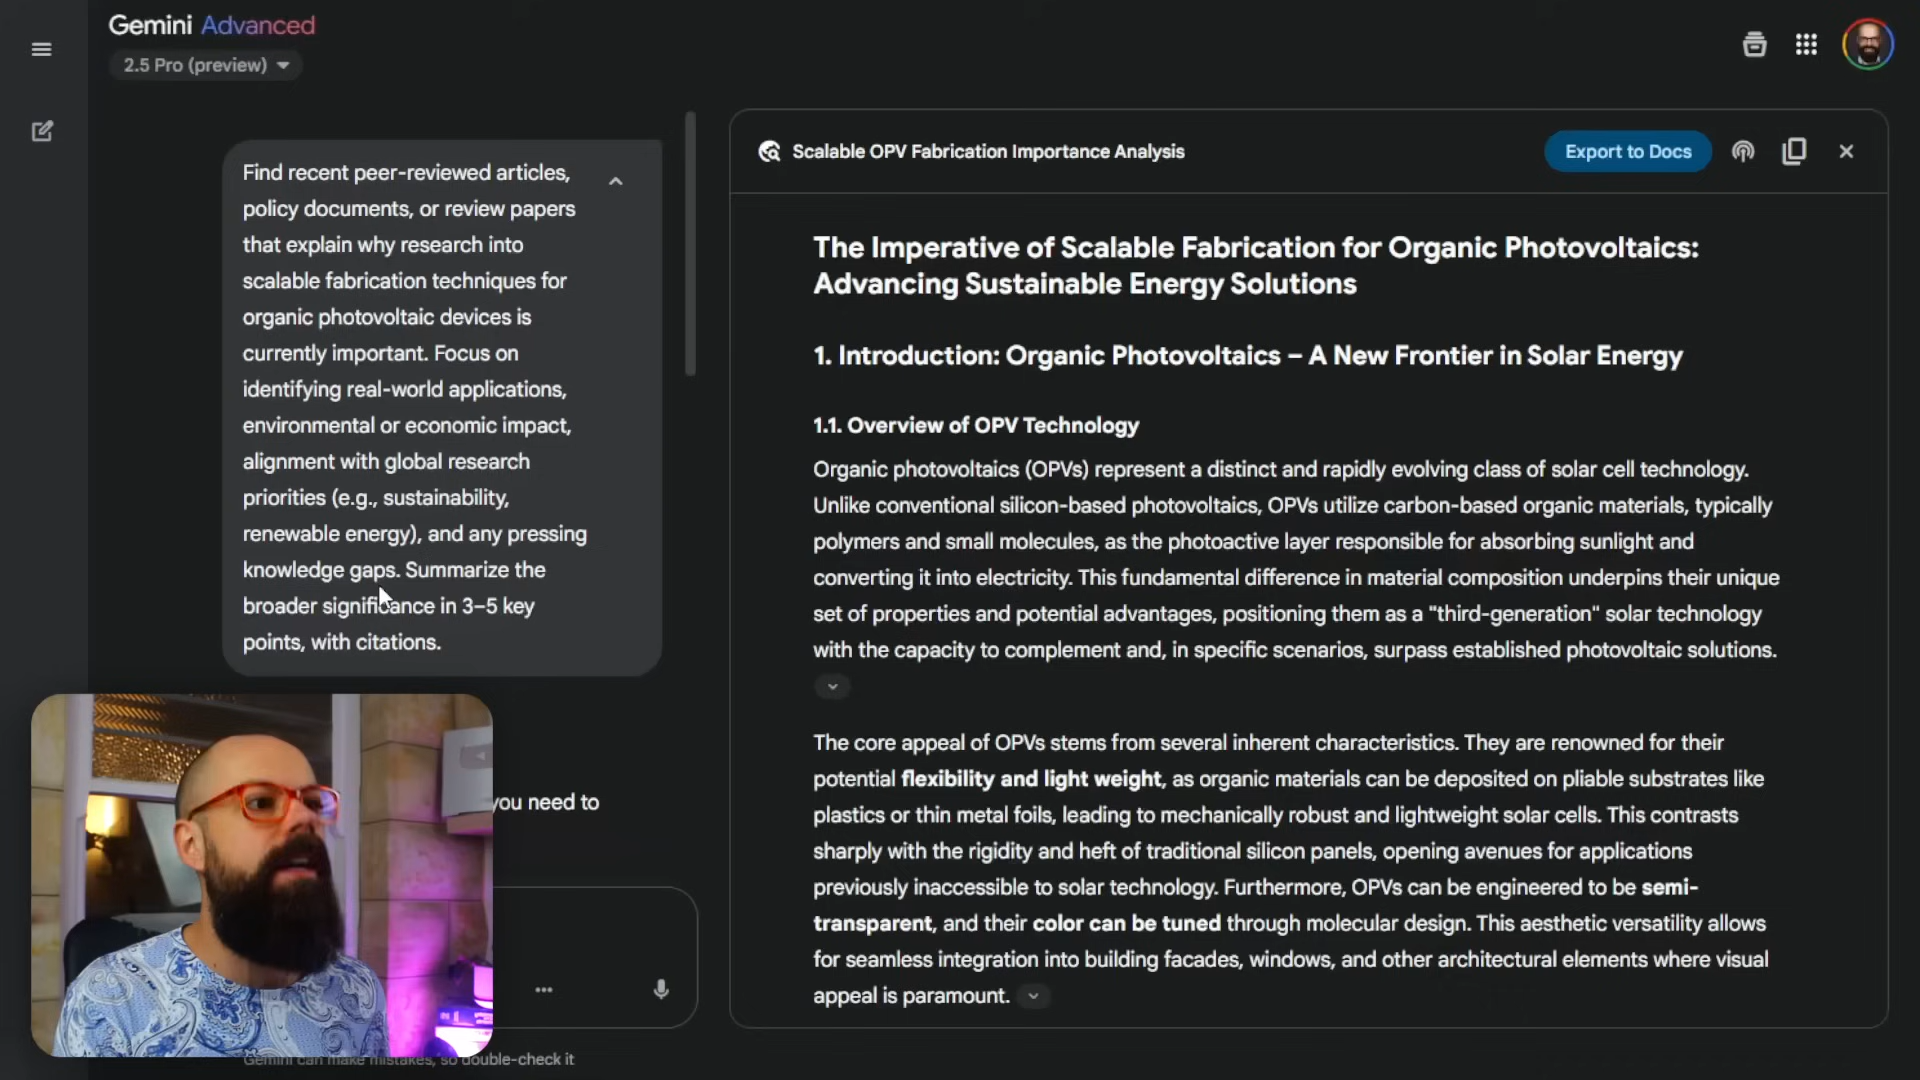 Gemini Advanced
2.5 Pro (preview)
Find recent peer-reviewed articles,
policy documents, or review papers
that explain why research into
scalable fabrication techniques for
organic photovoltaic devices is
currently important. Focus on
identifying real-world applications,
environmental or economic impact,
alignment with global research
priorities (e.g., sustainability,
renewable energy), and any pressing
knowledge gaps. Summarize the
broader significance in 3–5 key
points, with citations.
you need to
Gemini can make mistakes, so double-check it
Scalable OPV Fabrication Importance Analysis
Export to Docs
The Imperative of Scalable Fabrication for Organic Photovoltaics:
Advancing Sustainable Energy Solutions
1. Introduction: Organic Photovoltaics – A New Frontier in Solar Energy
1.1. Overview of OPV Technology
Organic photovoltaics (OPVs) represent a distinct and rapidly evolving class of solar cell technology.
Unlike conventional silicon-based photovoltaics, OPVs utilize carbon-based organic materials, typically
polymers and small molecules, as the photoactive layer responsible for absorbing sunlight and
converting it into electricity. This fundamental difference in material composition underpins their unique
set of properties and potential advantages, positioning them as a "third-generation" solar technology
with the capacity to complement and, in specific scenarios, surpass established photovoltaic solutions.
The core appeal of OPVs stems from several inherent characteristics. They are renowned for their
potential flexibility and light weight, as organic materials can be deposited on pliable substrates like
plastics or thin metal foils, leading to mechanically robust and lightweight solar cells. This contrasts
sharply with the rigidity and heft of traditional silicon panels, opening avenues for applications
previously inaccessible to solar technology. Furthermore, OPVs can be engineered to be semi-
transparent, and their color can be tuned through molecular design. This aesthetic versatility allows
for seamless integration into building facades, windows, and other architectural elements where visual
appeal is paramount.